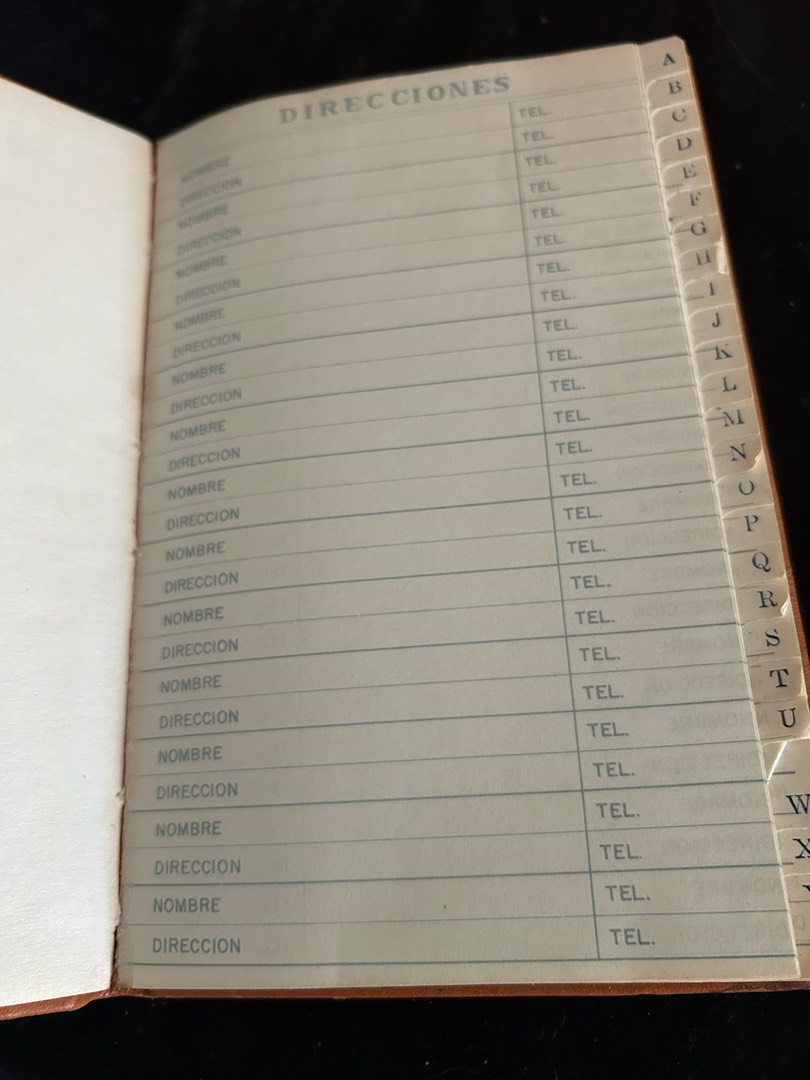 DIRECCIONES
NOMBRE TEL.
DIRECCION TEL.
NOMBRE TEL.
DIRECCION TEL.
NOMBRE TEL.
DIRECCION TEL.
NOMBRE TEL.
DIRECCION TEL.
NOMBRE TEL.
DIRECCION TEL.
NOMBRE TEL.
DIRECCION TEL.
NOMBRE TEL.
DIRECCION TEL.
NOMBRE TEL.
DIRECCION TEL.
NOMBRE TEL.
DIRECCION TEL.
NOMBRE TEL.
DIRECCION TEL.
NOMBRE TEL.
DIRECCION TEL.
NOMBRE TEL.
DIRECCION TEL.
NOMBRE TEL.
DIRECCION TEL.
A
B
C
D
E
F
G
H
I
J
K
L
M
N
O
P
Q
R
S
T
U
W
X